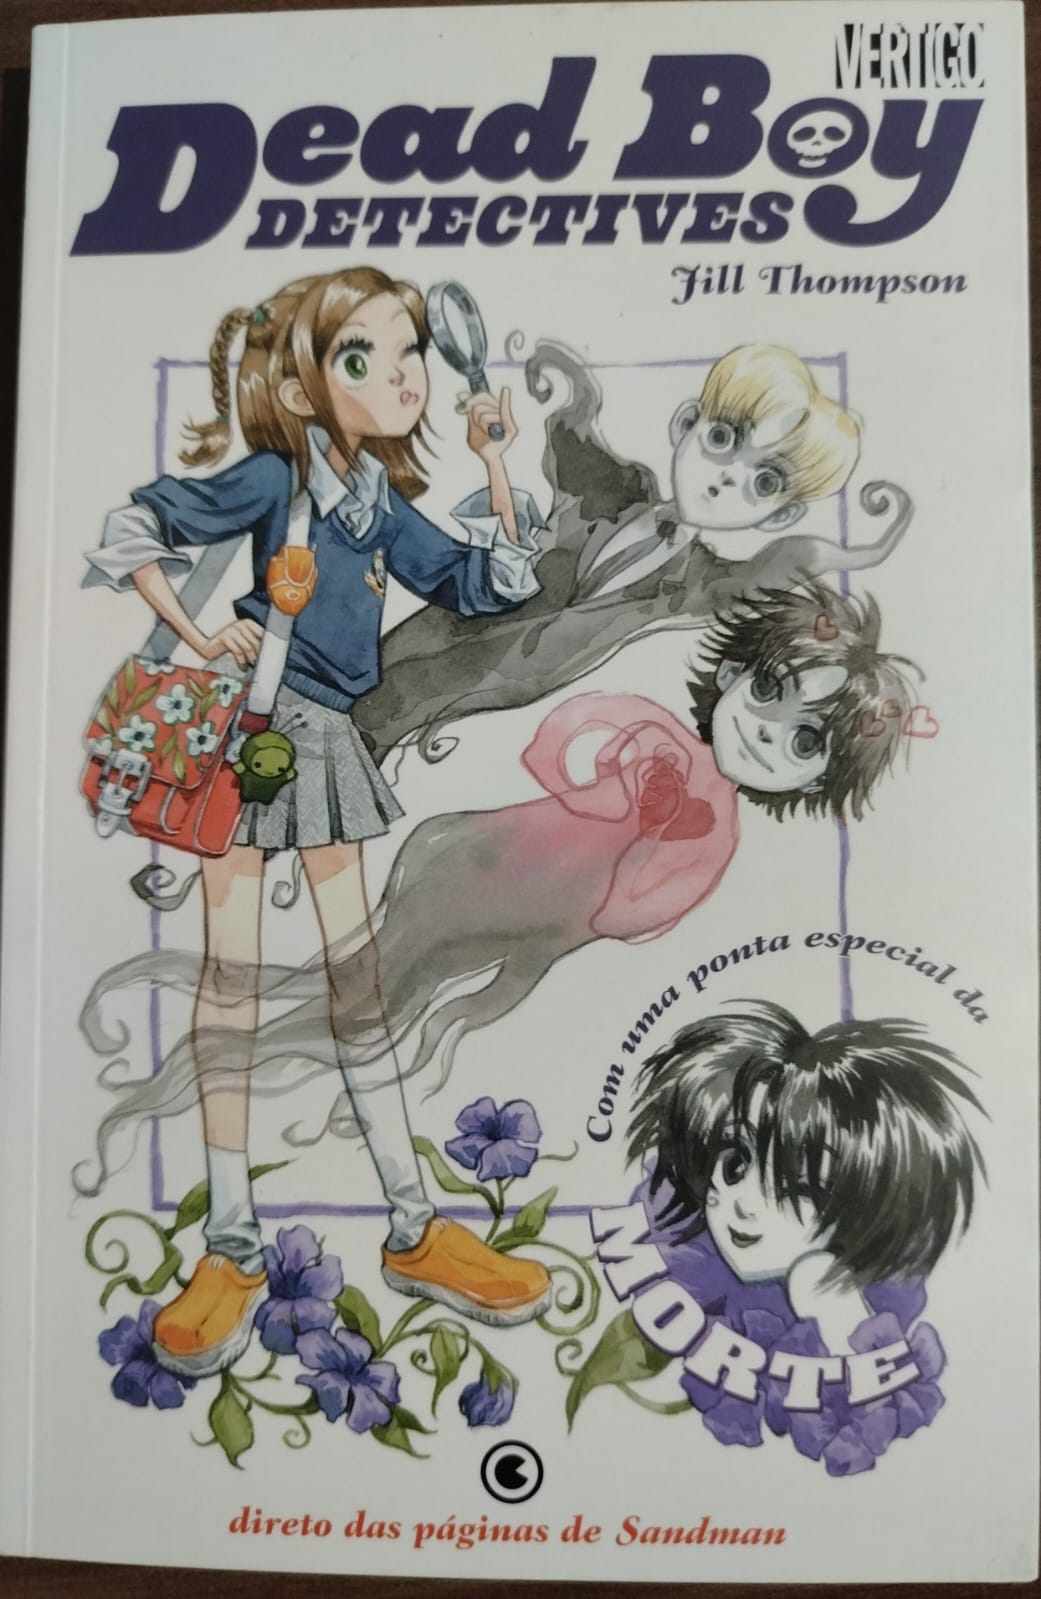 VERTIGO
Dead Boy
DETECTIVES
Jill Thompson
Com uma ponta especial da
MORTE
direto das páginas de Sandman